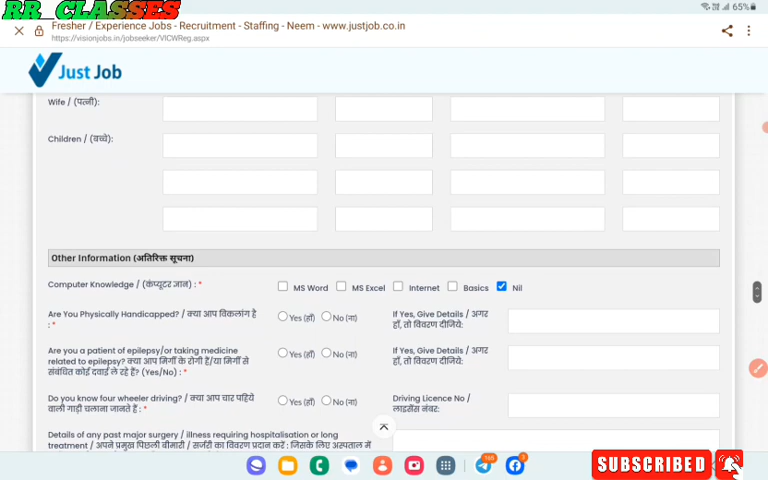 RR_CLASSES
65%
Fresher / Experience Jobs - Recruitment - Staffing - Neem - www.justjob.co.in
https://visionjobs.in/jobseeker/VICWReg.aspx
Just Job
Wife / (पत्नी):
Children / (बच्चे):
Other Information (अतिरिक्त सूचना)
Computer Knowledge / (कंप्यूटर ज्ञान) : *
MS Word MS Excel Internet Basics Nil
Are You Physically Handicapped? / क्या आप विकलांग है
: *
Yes (हाँ) No (ना)
If Yes, Give Details / अगर
हाँ, तो विवरण दीजिये:
Are you a patient of epilepsy/or taking medicine
related to epilepsy? क्या आप मिर्गी के रोगी हैं/या मिर्गी से
संबंधित कोई दवाई ले रहे हैं? (Yes/No) : *
Yes (हाँ) No (ना)
If Yes, Give Details / अगर
हाँ, तो विवरण दीजिये:
Do you know four wheeler driving? / क्या आप चार पहिये
वाली गाड़ी चलाना जानते हैं : *
Yes (हाँ) No (ना)
Driving Licence No /
लाइसेंस नंबर:
Details of any past major surgery / illness requiring hospitalisation or long
treatment / अपने प्रमुख पिछली बीमारी / सर्जरी का विवरण प्रदान करें ; जिसके लिए अस्पताल में
3
SUBSCRIBED